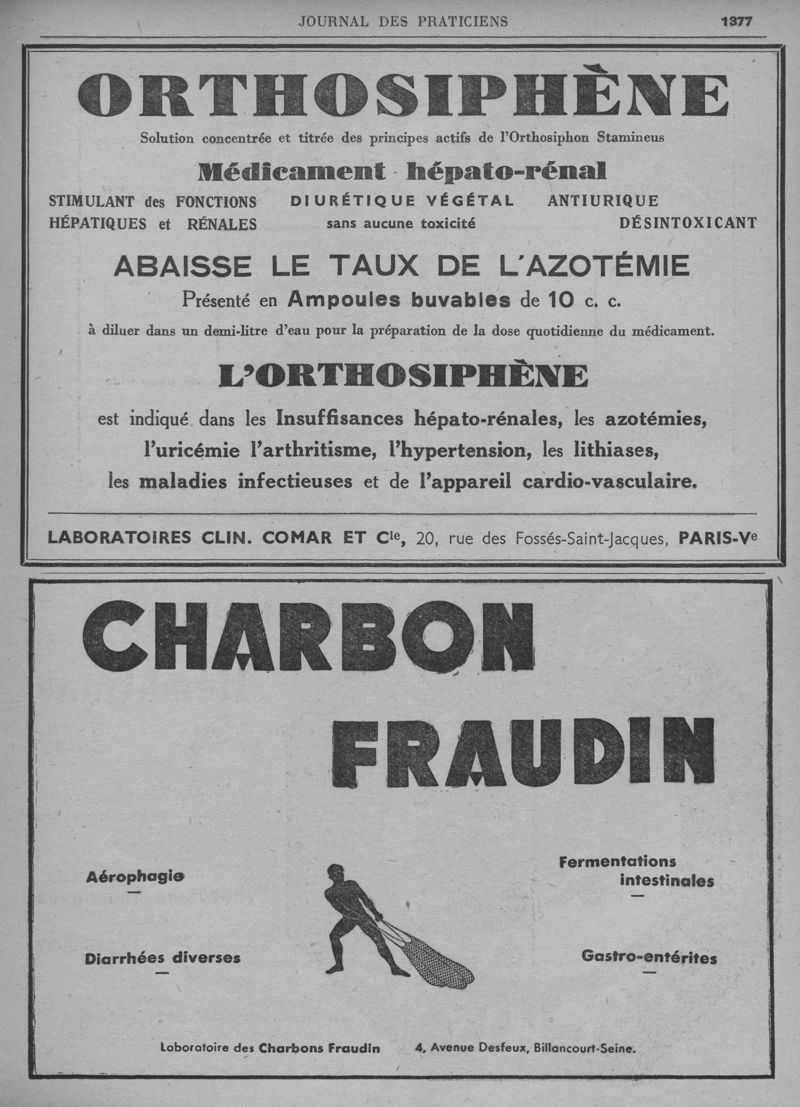 JOURNAL DES PRATICIENS 1377
ORTHOSIPHÈNE
Solution concentrée et titrée des principes actifs de l'Orthosiphon Stamineus
Médicament hépato-rénal
STIMULANT des FONCTIONS DIURÉTIQUE VÉGÉTAL ANTIURIQUE
HÉPATIQUES et RÉNALES sans aucune toxicité DÉSINTOXICANT
ABAISSE LE TAUX DE L'AZOTÉMIE
Présenté en Ampoules buvables de 10 c. c.
à diluer dans un demi-litre d'eau pour la préparation de la dose quotidienne du médicament.
L'ORTHOSIPHÈNE
est indiqué dans les Insuffisances hépato-rénales, les azotémies,
l'uricémie l'arthritisme, l'hypertension, les lithiases,
les maladies infectieuses et de l'appareil cardio-vasculaire.
LABORATOIRES CLIN. COMAR ET Cie, 20, rue des Fossés-Saint-Jacques, PARIS-Ve
CHARBON
FRAUDIN
Aérophagie
Fermentations
intestinales
Diarrhées diverses
Gastro-entérites
Laboratoire des Charbons Fraudin 4, Avenue Desfeux, Billancourt-Seine.